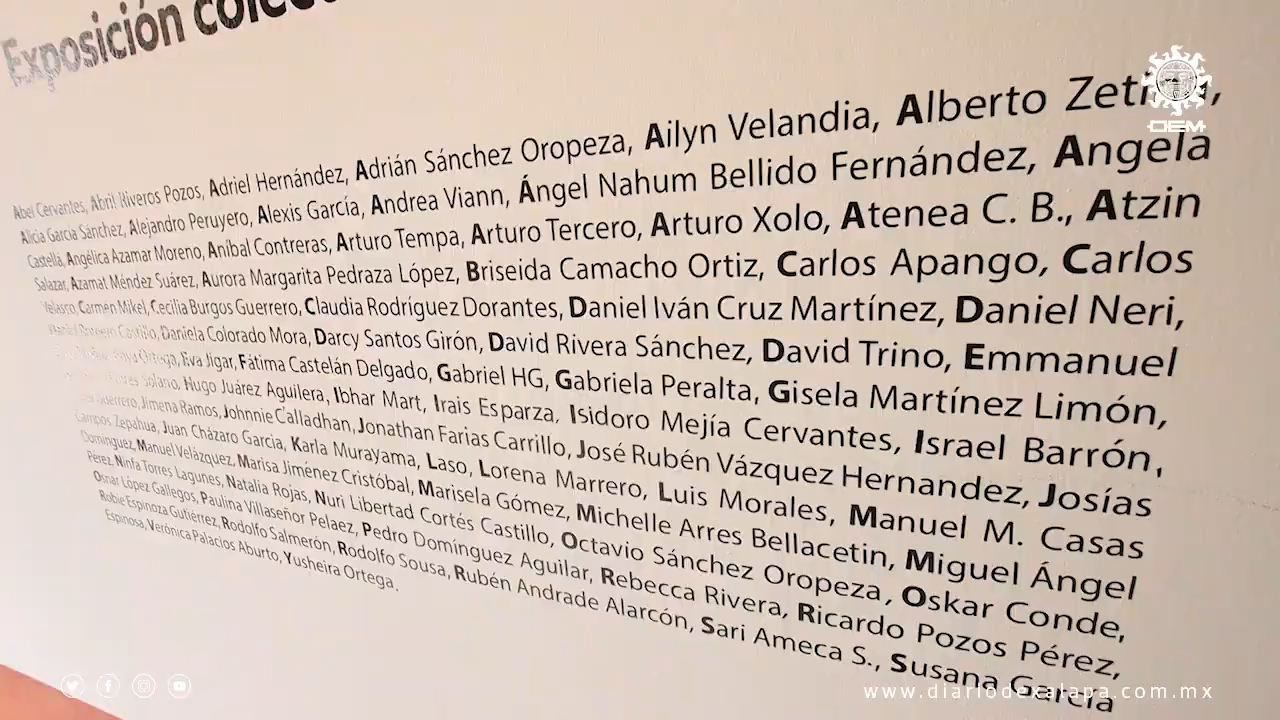 Exposición
OEM
Abel Cervantes, Abril Riveros Pozos, Adriel Hernández, Adrián Sánchez Oropeza, Ailyn Velandia, Alberto
Alicia García Sánchez, Alejandro Peruyero, Alexis García, Andrea Viann, Ángel Nahum Bellido Fernández, Angela
Castella, Angélica Azamar Moreno, Aníbal Contreras, Arturo Tempa, Arturo Tercero, Arturo Xolo, Atenea C. B., Atzin
Salazar, Azamat Méndez Suárez, Aurora Margarita Pedraza López, Briseida Camacho Ortiz, Carlos Apango, Carlos
Velasco, Carmen Mikel, Cecilia Burgos Guerrero, Claudia Rodríguez Dorantes, Daniel Iván Cruz Martínez, Daniel Neri,
Castillo, Daniela Colorado Mora, Darcy Santos Girón, David Rivera Sánchez, David Trino, Emmanuel
Ortega, Eva Jigar, Fátima Castelán Delgado, Gabriel HG, Gabriela Peralta, Gisela Martínez Limón,
Solano, Hugo Juárez Aguilera, Ibhar Mart, Irais Esparza, Isidoro Mejía Cervantes, Israel Barrón,
Guerrero, Jimena Ramos, Johnnie Calladhan, Jonathan Farias Carrillo, José Rubén Vázquez Hernandez, Josías
Campos Zepahua, Juan Cházaro García, Karla Murayama, Laso, Lorena Marrero, Luis Morales, Manuel M. Casas
Domínguez, Manuel Velázquez, Marisa Jiménez Cristóbal, Marisela Gómez, Michelle Arres Bellacetin, Miguel Ángel
Pérez, Ninfa Torres Lagunes, Natalia Rojas, Nuri Libertad Cortés Castillo, Octavio Sánchez Oropeza, Oskar Conde,
Osnar López Gallegos, Paulina Villaseñor Pelaez, Pedro Domínguez Aguilar, Rebecca Rivera, Ricardo Pozos Pérez,
Robie Espinoza Gutiérrez, Rodolfo Salmerón, Rodolfo Sousa, Rubén Andrade Alarcón, Sari Ameca S., Susana García
Espinosa, Verónica Palacios Aburto, Yusheira Ortega.
www.diariodexalapa.com.mx